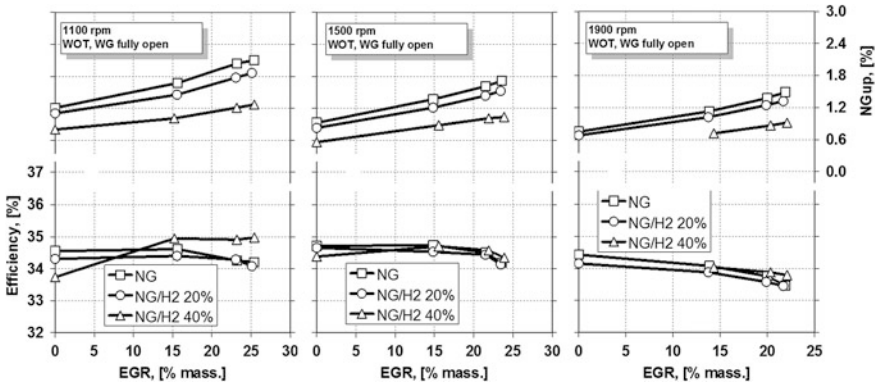 1100 rpm
WOT, WG fully open
1500 rpm
WOT, WG fully open
1900 rpm
WOT, WG fully open
3.0
2.4
1.8
1.2
0.6
0.0
NGup, [%]
Efficiency, [%]
37
36
35
34
33
32
NG
NG/H2 20%
NG/H2 40%
NG
NG/H2 20%
NG/H2 40%
NG
NG/H2 20%
NG/H2 40%
0 5 10 15 20 25 30
0 5 10 15 20 25 30
0 5 10 15 20 25
EGR, [% mass.]
EGR, [% mass.]
EGR, [% mass.]